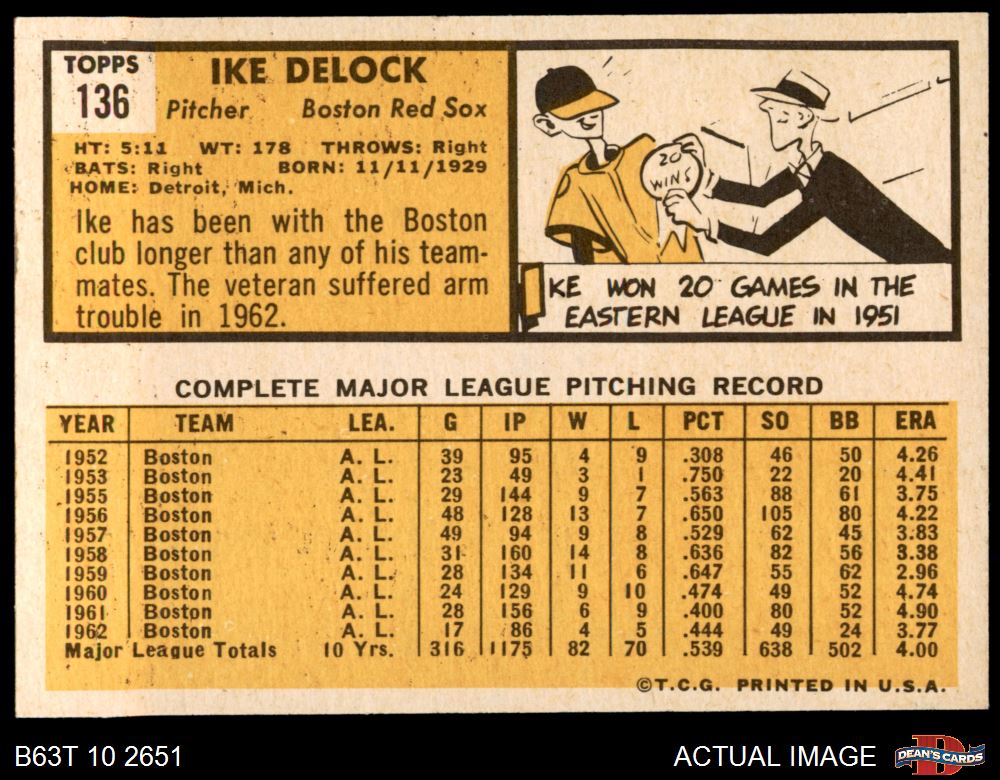 TOPPS
136
IKE DELOCK
Pitcher Boston Red Sox
HT: 5:11 WT: 178 THROWS: Right
BATS: Right BORN: 11/11/1929
HOME: Detroit, Mich.
Ike has been with the Boston
club longer than any of his team-
mates. The veteran suffered arm
trouble in 1962.
20
WINS
IKE WON 20 GAMES IN THE
EASTERN LEAGUE IN 1951
COMPLETE MAJOR LEAGUE PITCHING RECORD
YEAR TEAM LEA. G IP W L PCT SO BB ERA
1952 Boston A. L. 39 95 4 9 .308 46 50 4.26
1953 Boston A. L. 23 49 3 1 .750 22 20 4.41
1955 Boston A. L. 29 144 9 7 .563 88 61 3.75
1956 Boston A. L. 48 128 13 7 .650 105 80 4.22
1957 Boston A. L. 49 94 9 8 .529 62 45 3.83
1958 Boston A. L. 31 160 14 8 .636 82 56 3.38
1959 Boston A. L. 28 134 11 6 .647 55 62 2.96
1960 Boston A. L. 24 129 9 10 .474 49 52 4.74
1961 Boston A. L. 28 156 6 9 .400 80 52 4.90
1962 Boston A. L. 17 86 4 5 .444 49 24 3.77
Major League Totals 10 Yrs. 316 1175 82 70 .539 638 502 4.00
©T.C.G. PRINTED IN U.S.A.
B63T 10 2651 ACTUAL IMAGE DEAN'S CARDS